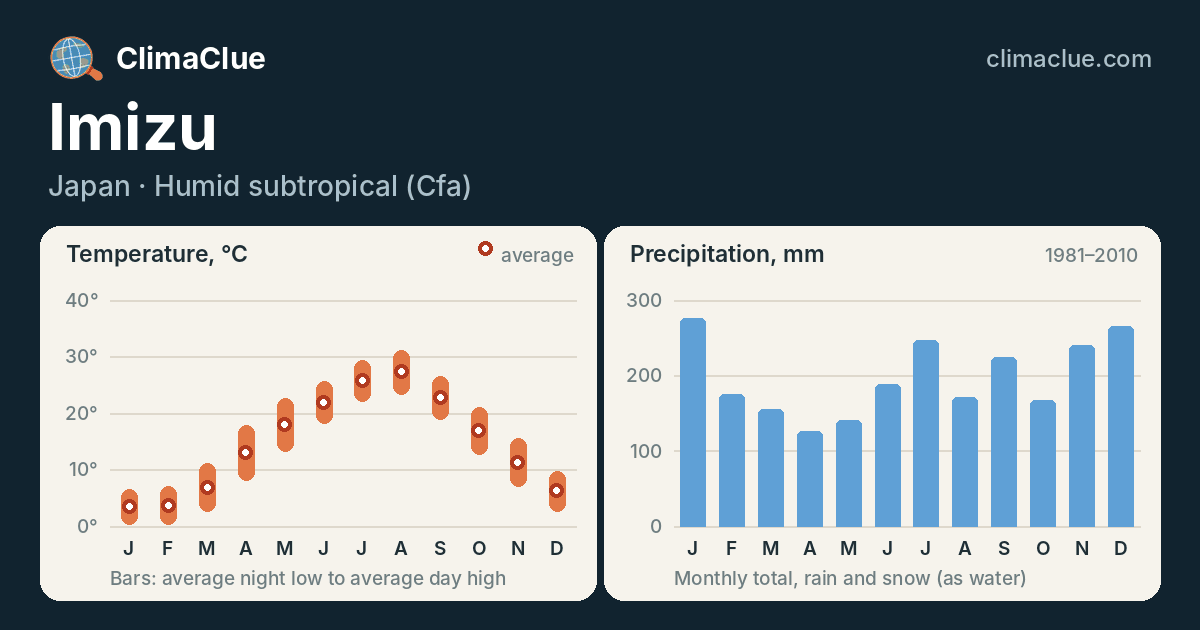 ClimaClue
climaclue.com
Imizu
Japan · Humid subtropical (Cfa)
Temperature, °C
average
40°
30°
20°
10°
0°
J F M A M J J A S O N D
Bars: average night low to average day high
Precipitation, mm
1981–2010
300
200
100
0
J F M A M J J A S O N D
Monthly total, rain and snow (as water)